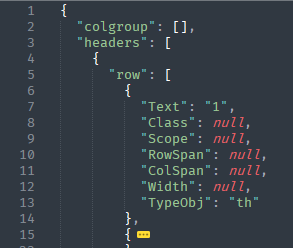 1 {
2 "colgroup": [],
3 "headers": [
4 {
5 "row": [
6 {
7 "Text": "1",
8 "Class": null,
9 "Scope": null,
10 "RowSpan": null,
11 "ColSpan": null,
12 "Width": null,
13 "TypeObj": "th"
14 },
15 {